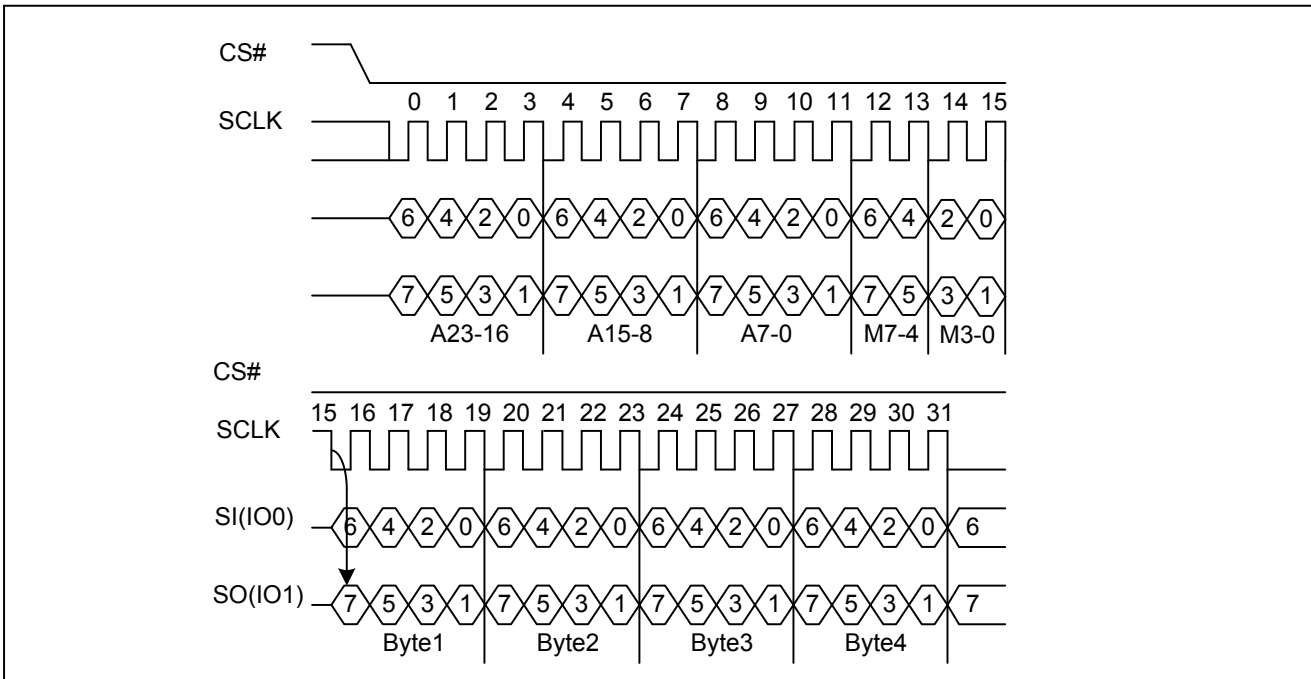 CS#
0 1 2 3 4 5 6 7 8 9 10 11 12 13 14 15
SCLK
6 4 2 0 6 4 2 0 6 4 2 0 6 4 2 0
7 5 3 1 7 5 3 1 7 5 3 1 7 5 3 1
A23-16 A15-8 A7-0 M7-4 M3-0
CS#
15 16 17 18 19 20 21 22 23 24 25 26 27 28 29 30 31
SCLK
SI(IO0) 6 4 2 0 6 4 2 0 6 4 2 0 6 4 2 0 6
SO(IO1) 7 5 3 1 7 5 3 1 7 5 3 1 7 5 3 1 7
Byte1 Byte2 Byte3 Byte4